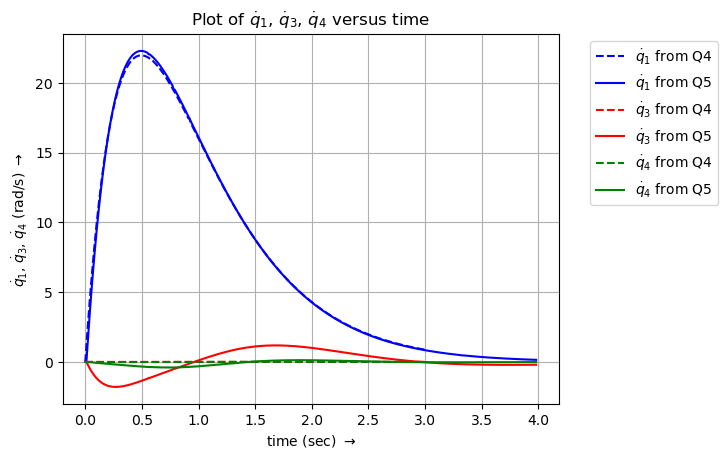 Plot of q̇₁, q̇₃, q̇₄ versus time
q̇₁, q̇₃, q̇₄ (rad/s) →
20
15
10
5
0
0.0 0.5 1.0 1.5 2.0 2.5 3.0 3.5 4.0
time (sec) →
q̇₁ from Q4
q̇₁ from Q5
q̇₃ from Q4
q̇₃ from Q5
q̇₄ from Q4
q̇₄ from Q5